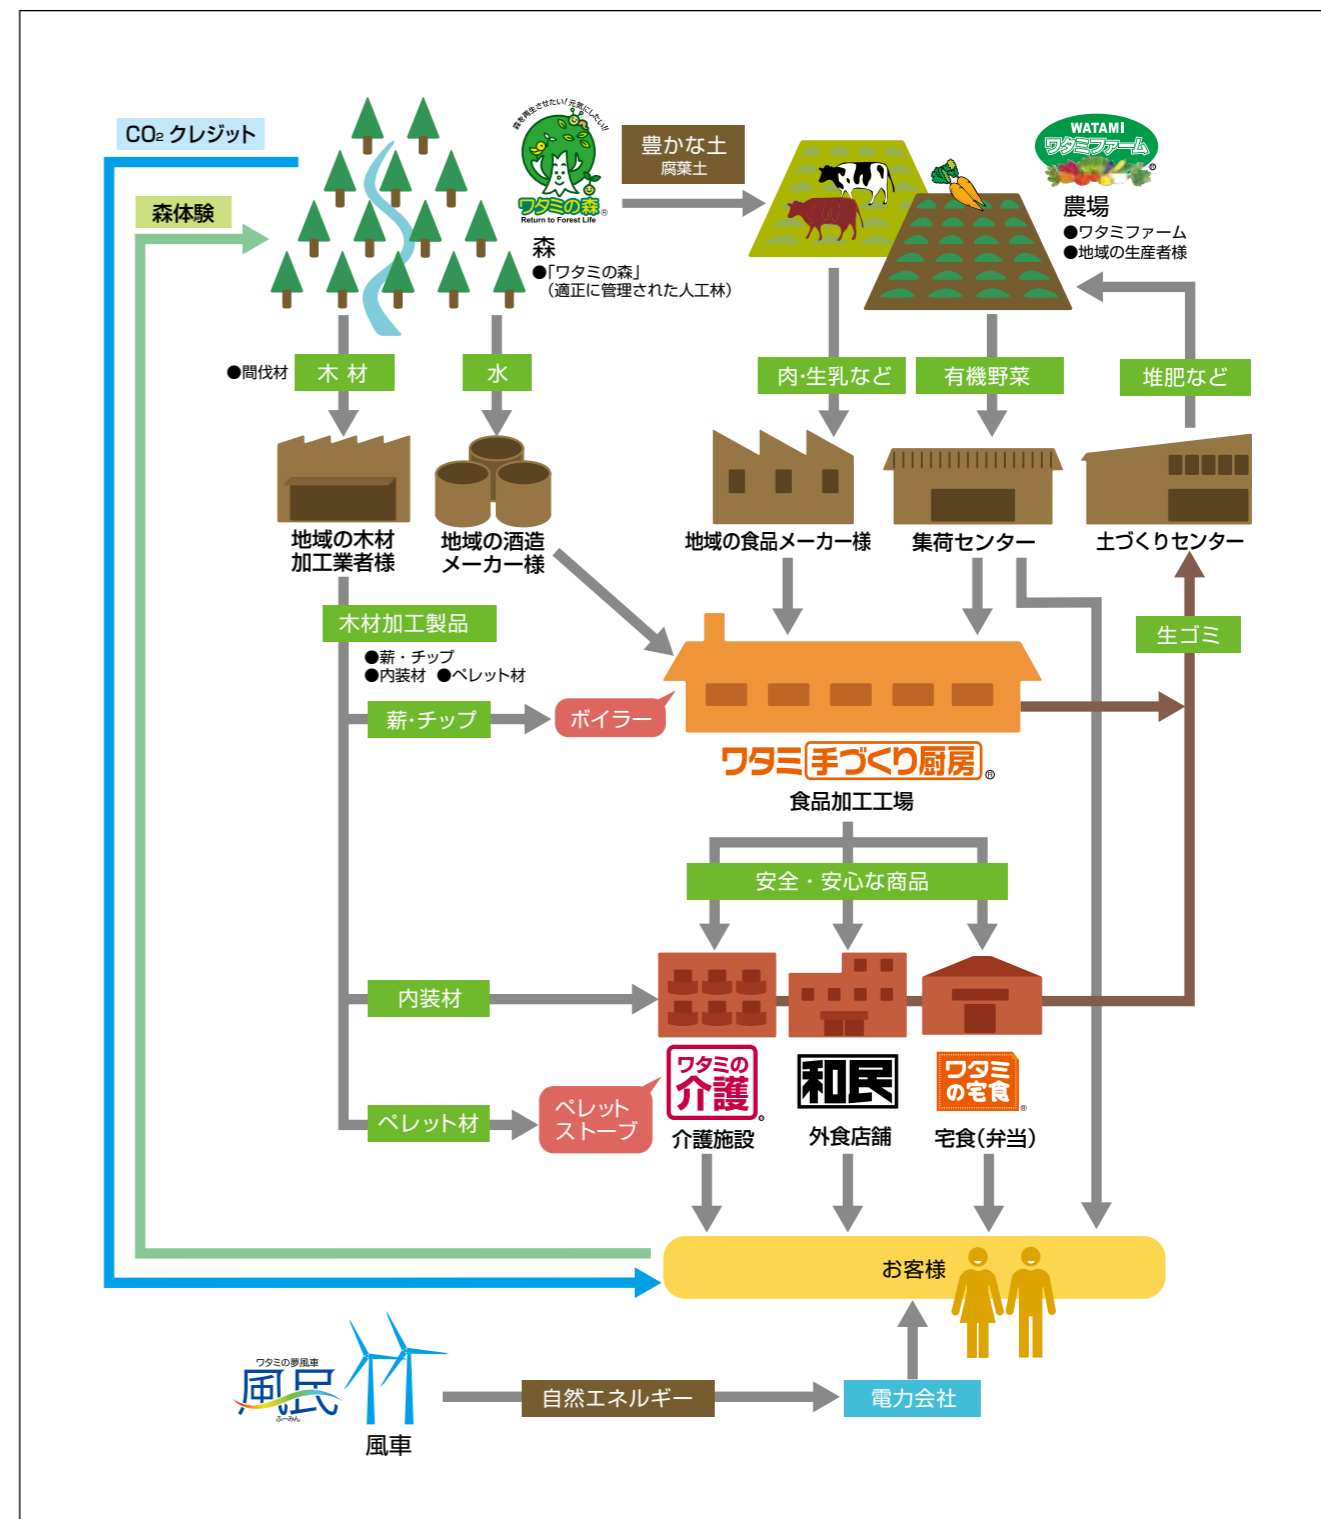 CO₂ クレジット
森体験
森を再生させたい！元気にしたい！！
ワタミの森®
Return to Forest Life
森
●「ワタミの森」
（適正に管理された人工林）
豊かな土
腐葉土
WATAMI
ワタミファーム®
農場
●ワタミファーム
●地域の生産者様
●間伐材
木 材
水
肉・生乳など
有機野菜
堆肥など
地域の木材
加工業者様
地域の酒造
メーカー様
地域の食品メーカー様
集荷センター
土づくりセンター
木材加工製品
●薪・チップ
●内装材 ●ペレット材
生ゴミ
薪・チップ
ボイラー
ワタミ手づくり厨房®
食品加工工場
安全・安心な商品
内装材
ペレット材
ペレット
ストーブ
ワタミの
介護
介護施設
和民
外食店舗
ワタミ
の宅食®
宅食（弁当）
お客様
ワタミの夢風車
風民
ふーみん
風車
自然エネルギー
電力会社